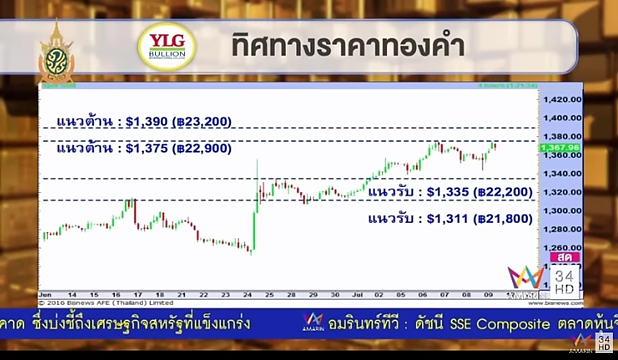 YLG
BULLION
ทิศทางราคาทองคำ
แนวต้าน : $1,390 (฿23,200)
แนวต้าน : $1,375 (฿22,900)
แนวรับ : $1,335 (฿22,200)
แนวรับ : $1,311 (฿21,800)
1,420.00
1,400.00
1,380.00
1,367.96
1,360.00
1,340.00
1,320.00
1,300.00
1,280.00
1,260.00
Jun 14 15 16 17 20 21 22 23 24 27 28 29 30 Jul 04 05 06 07 08 09
© 2016 Bisnews AFE (Thailand) Limited
www.bisnews.com
สด
34
HD
คาด ซึ่งบ่งชี้ถึงเศรษฐกิจสหรัฐที่แข็งแกร่ง
AMARIN
อมรินทร์ทีวี : ดัชนี SSE Composite ตลาดหุ้นจี
34
HD